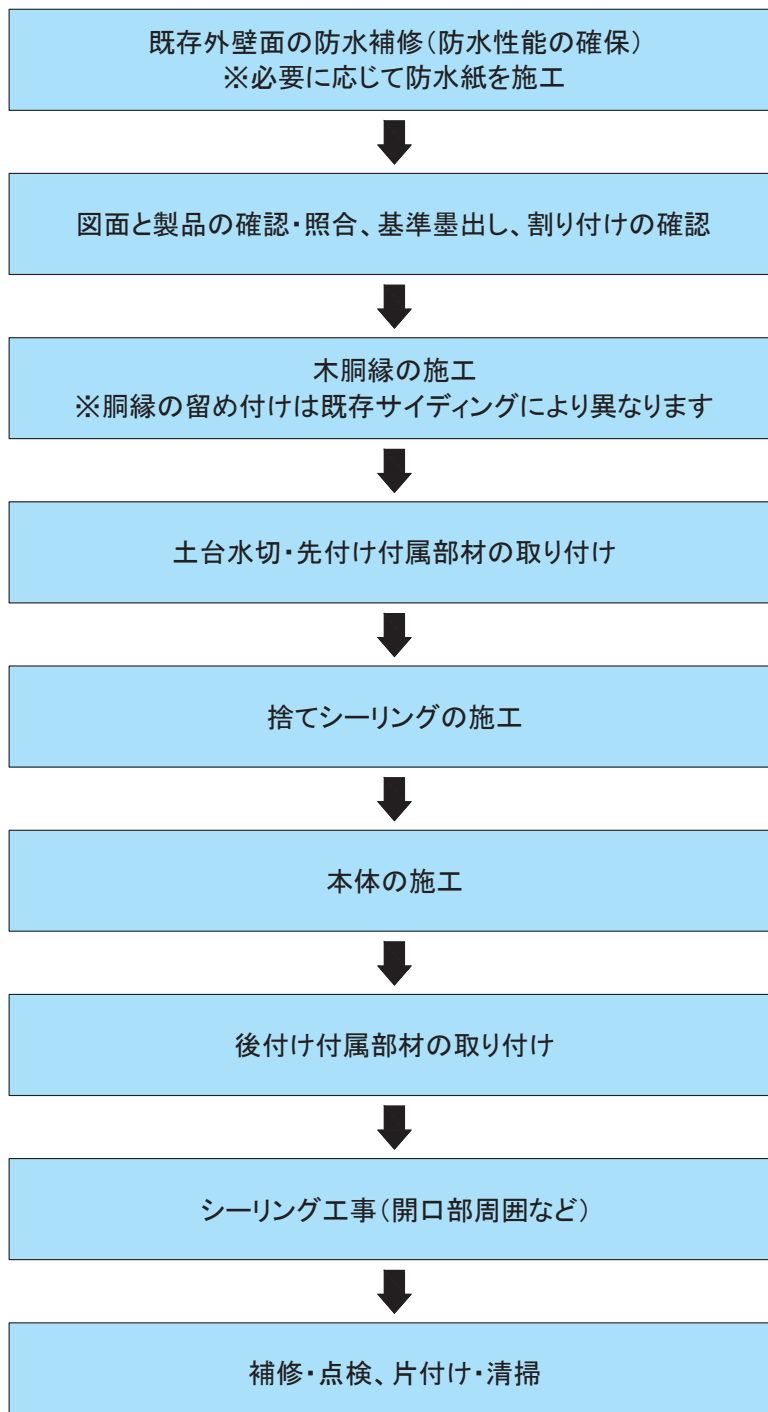 既存外壁面の防水補修（防水性能の確保）
※必要に応じて防水紙を施工
図面と製品の確認・照合、基準墨出し、割り付けの確認
木胴縁の施工
※胴縁の留め付けは既存サイディングにより異なります
土台水切・先付け付属部材の取り付け
捨てシーリングの施工
本体の施工
後付け付属部材の取り付け
シーリング工事（開口部周囲など）
補修・点検、片付け・清掃